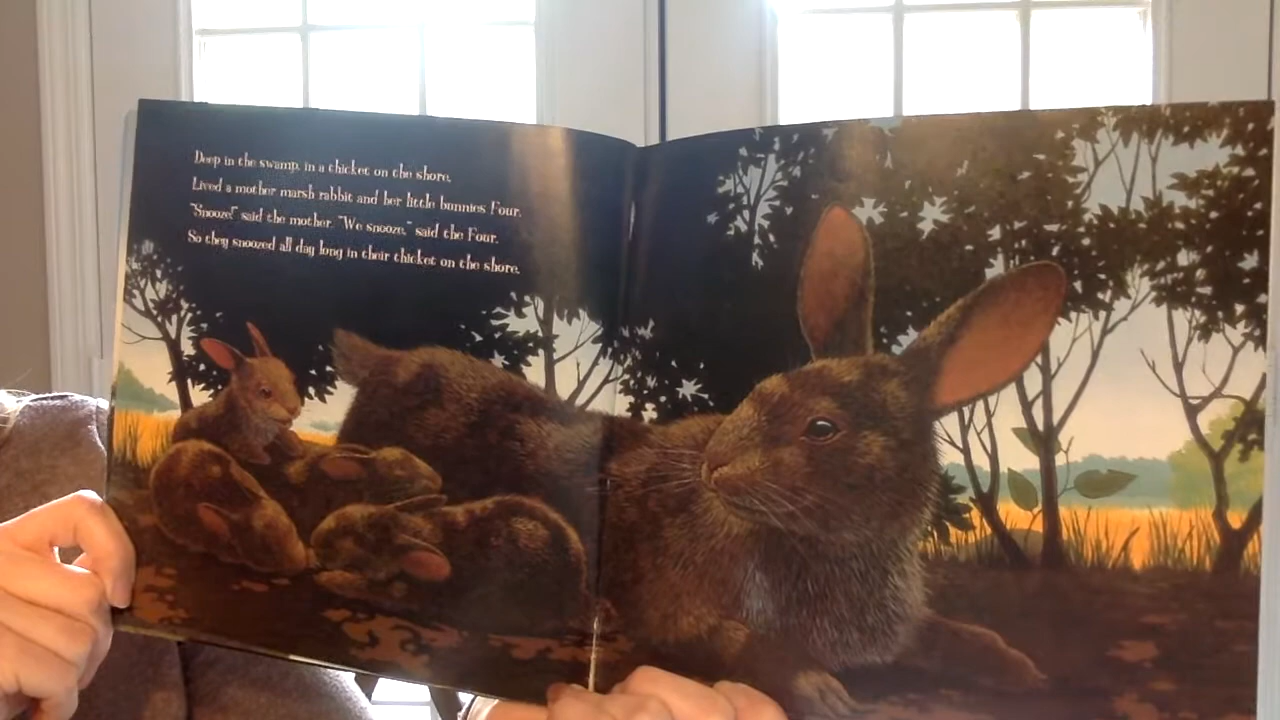 Deep in the swamp, in a thicket on the shore,
Lived a mother marsh rabbit and her little bunnies Four.
"Snooze!" said the mother. "We snooze," said the Four.
So they snoozed all day long in their thicket on the shore.